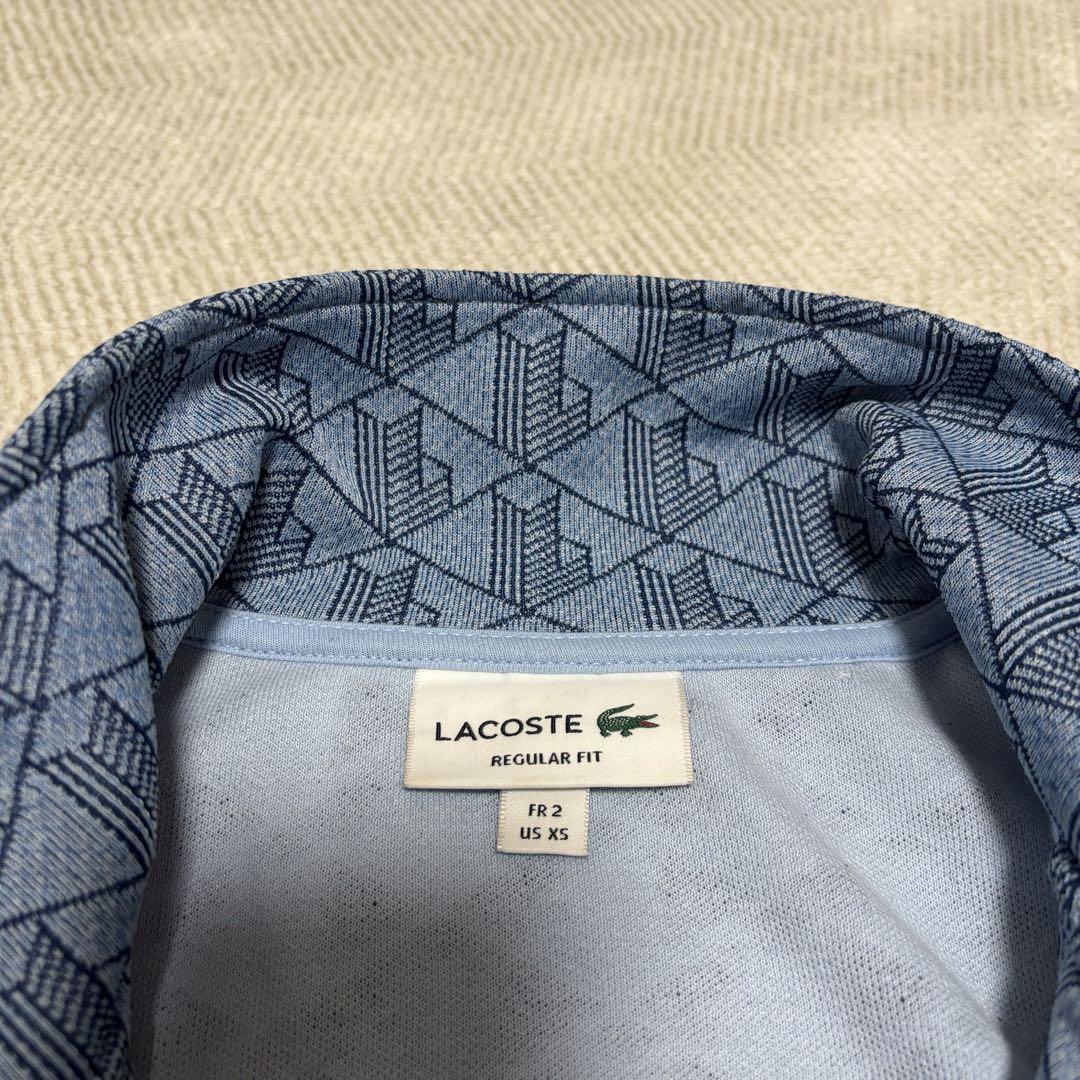 LACOSTE
REGULAR FIT
FR 2
US XS